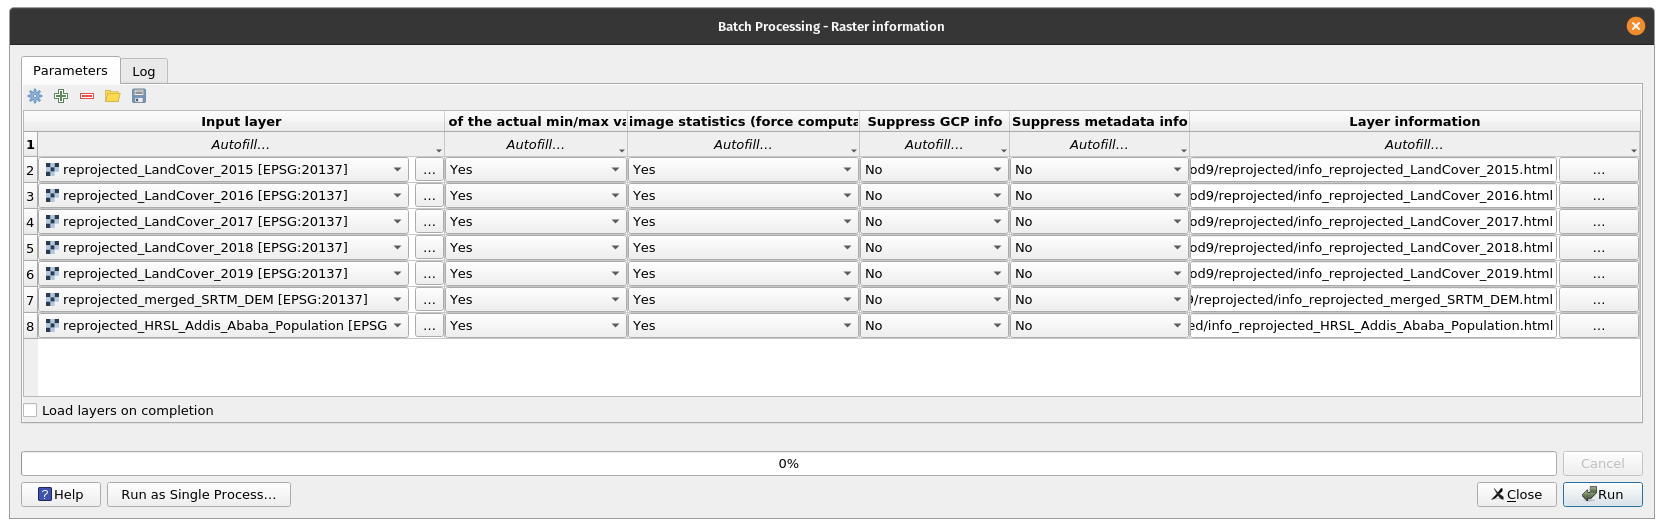 Batch Processing - Raster information
Parameters Log
Input layer of the actual min/max va image statistics (force computa Suppress GCP info Suppress metadata info Layer information
1 Autofill... Autofill... Autofill... Autofill... Autofill... Autofill...
2 reprojected_LandCover_2015 [EPSG:20137] ... Yes Yes No No od9/reprojected/info_reprojected_LandCover_2015.html ...
3 reprojected_LandCover_2016 [EPSG:20137] ... Yes Yes No No od9/reprojected/info_reprojected_LandCover_2016.html ...
4 reprojected_LandCover_2017 [EPSG:20137] ... Yes Yes No No od9/reprojected/info_reprojected_LandCover_2017.html ...
5 reprojected_LandCover_2018 [EPSG:20137] ... Yes Yes No No od9/reprojected/info_reprojected_LandCover_2018.html ...
6 reprojected_LandCover_2019 [EPSG:20137] ... Yes Yes No No od9/reprojected/info_reprojected_LandCover_2019.html ...
7 reprojected_merged_SRTM_DEM [EPSG:20137] ... Yes Yes No No /reprojected/info_reprojected_merged_SRTM_DEM.html ...
8 reprojected_HRSL_Addis_Ababa_Population [EPSG ... Yes Yes No No ed/info_reprojected_HRSL_Addis_Ababa_Population.html ...
Load layers on completion
0% Cancel
? Help Run as Single Process... Close Run